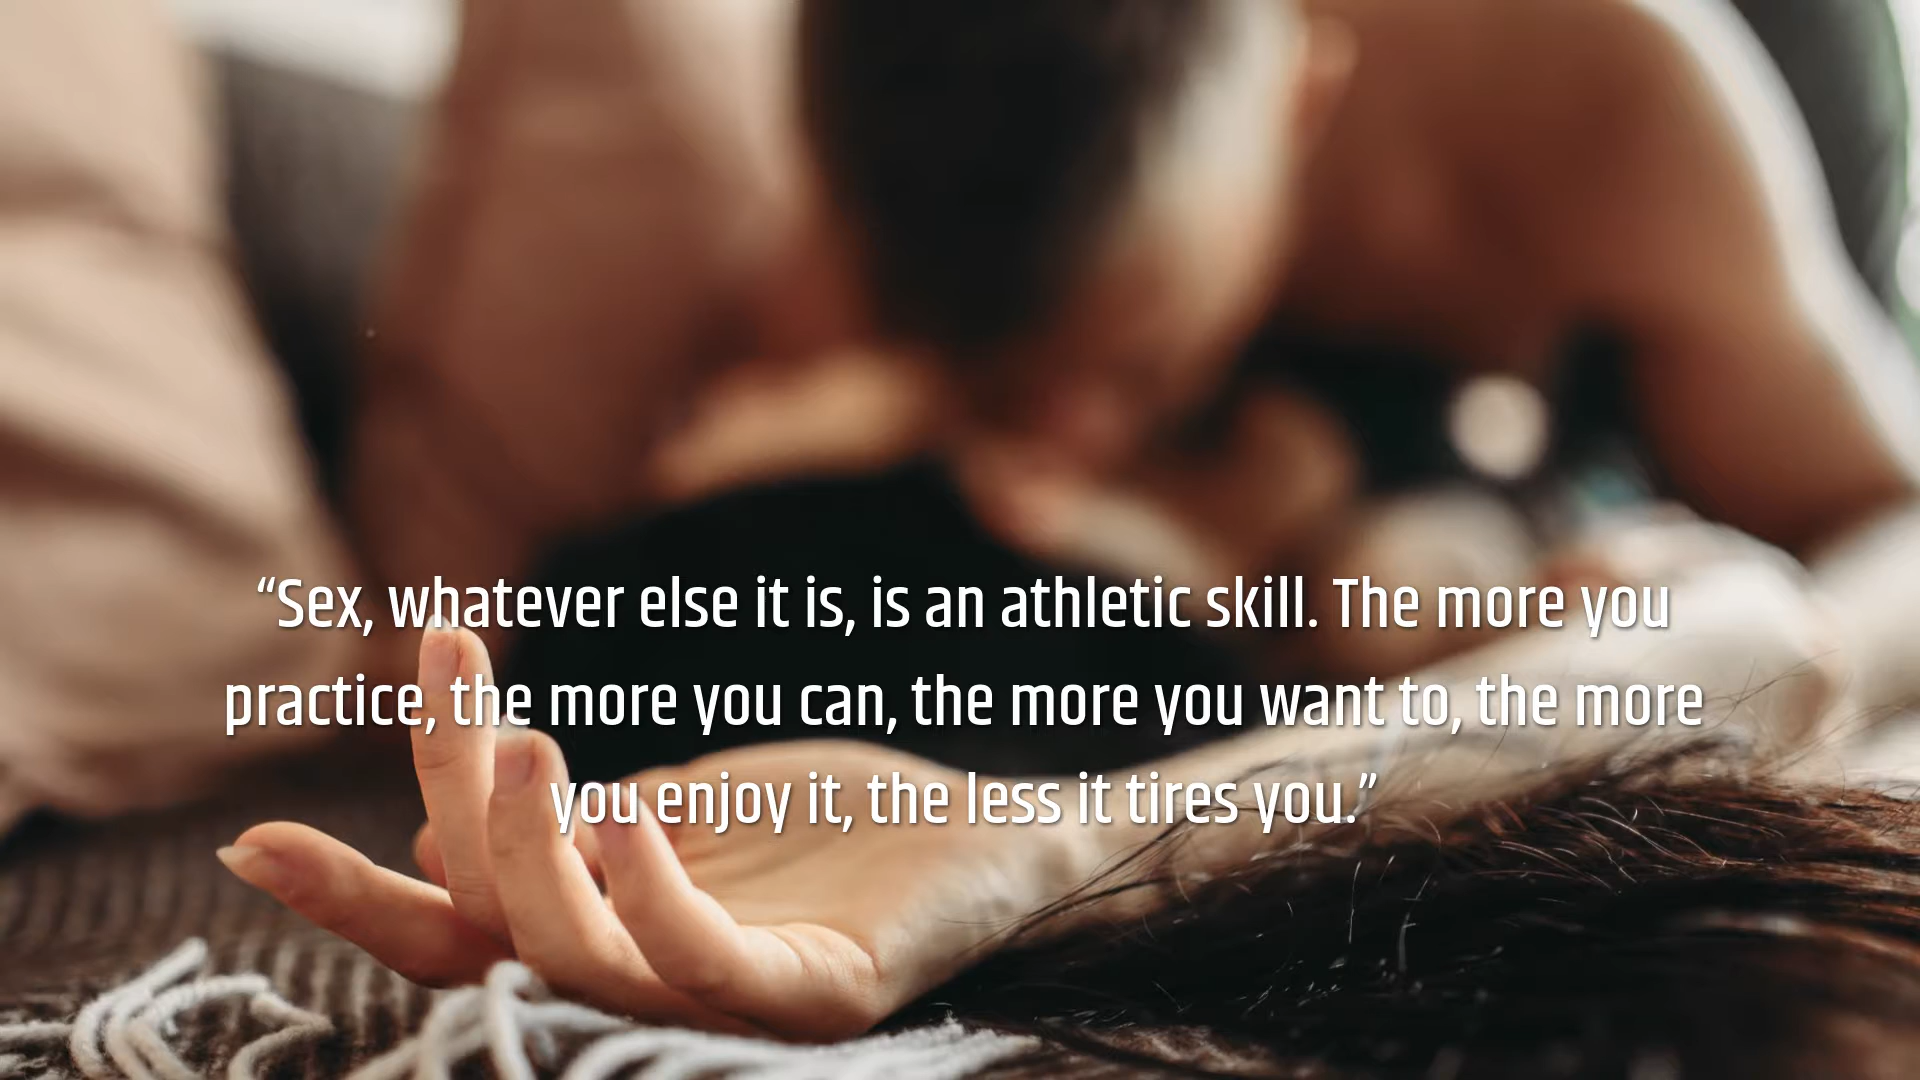 “Sex, whatever else it is, is an athletic skill. The more you
practice, the more you can, the more you want to, the more
you enjoy it, the less it tires you.”